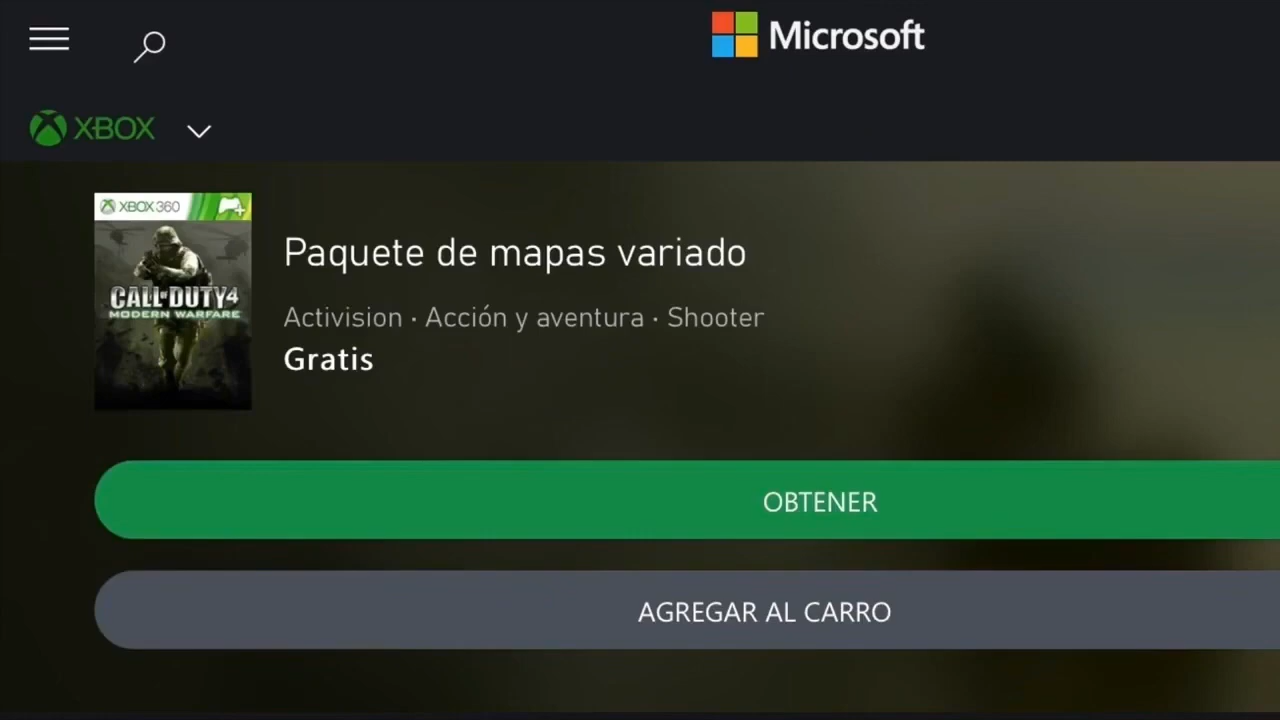 Microsoft
XBOX
XBOX 360
CALL OF DUTY 4
MODERN WARFARE
Paquete de mapas variado
Activision · Acción y aventura · Shooter
Gratis
OBTENER
AGREGAR AL CARRO